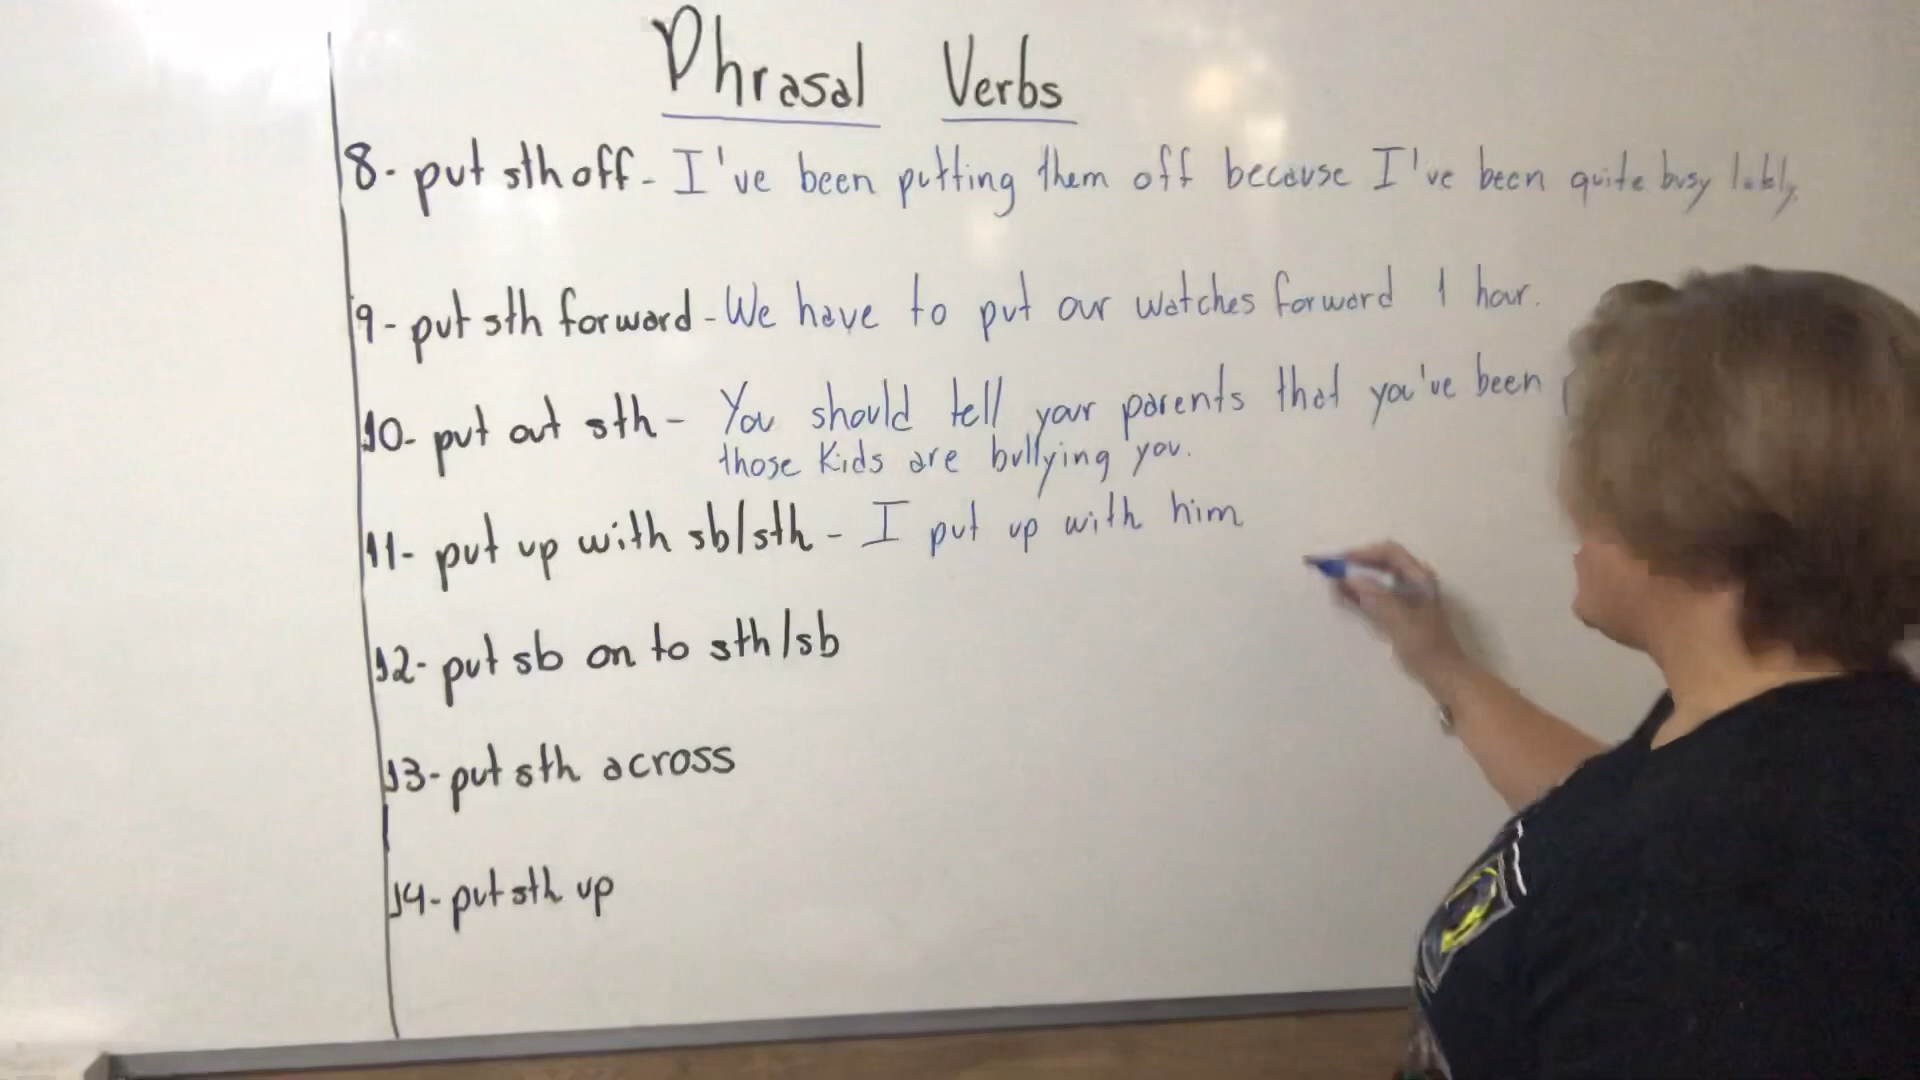 Phrasal Verbs
8- put sth off - I've been putting them off because I've been quite busy lately.
9- put sth forward - We have to put our watches forward 1 hour.
10- put out sth - You should tell your parents that you've been
those Kids are bullying you.
11- put up with sb/sth - I put up with him
12- put sb on to sth/sb
13- put sth across
14- put sth up